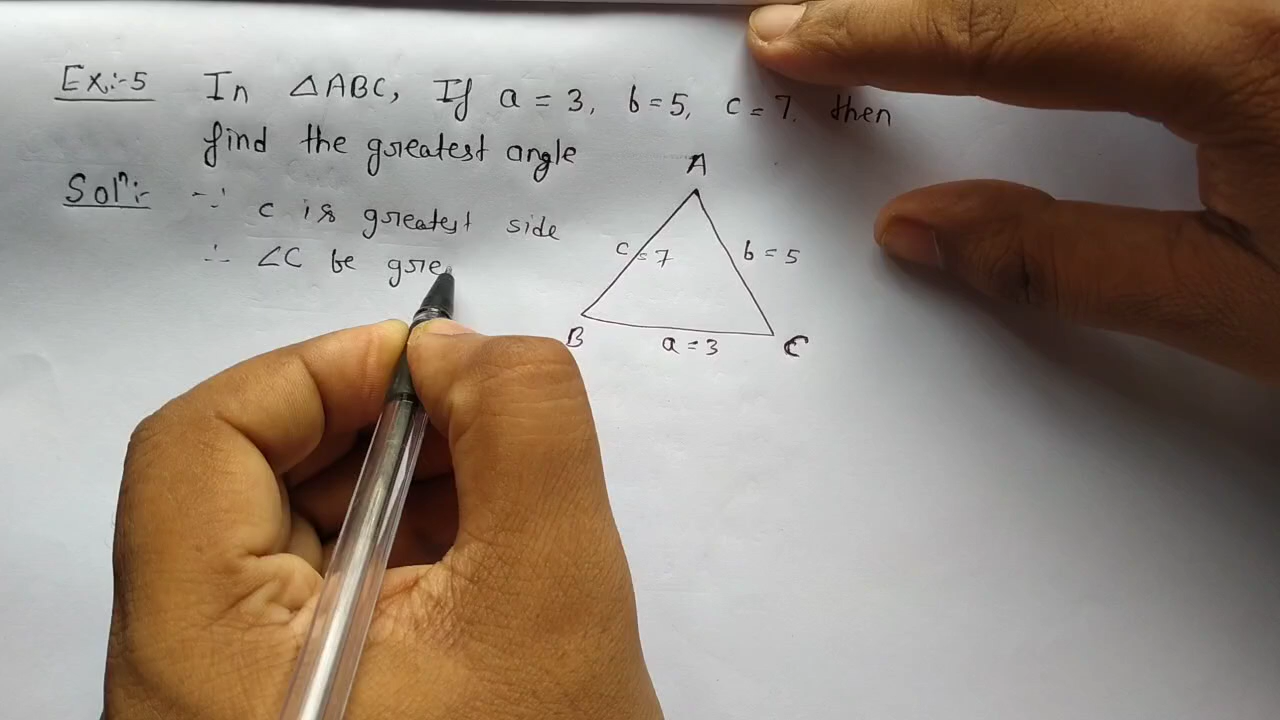 Ex:-5 In △ABC, If a = 3, b = 5, c = 7. then
find the greatest angle
Solⁿ:- ∵ c is greatest side
∴ ∠C be gre
A
c = 7 b = 5
B a = 3 C